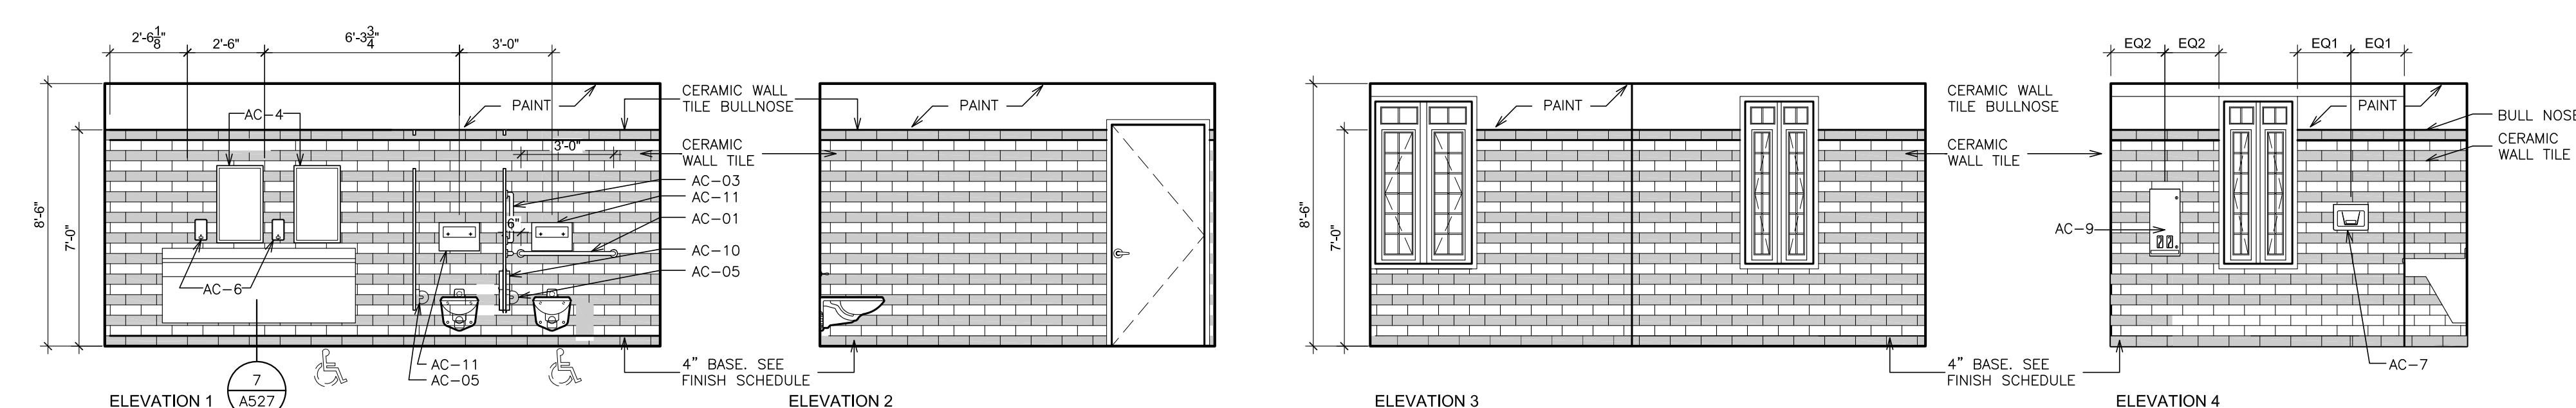 2'-6 1/8"
2'-6"
6'-3 3/4"
3'-0"
8'-6"
7'-0"
AC-4
PAINT
3'-0"
6"
AC-6
CERAMIC WALL
TILE BULLNOSE
CERAMIC
WALL TILE
AC-03
AC-11
AC-01
AC-10
AC-05
AC-11
AC-05
4" BASE. SEE
FINISH SCHEDULE
7
A527
ELEVATION 1
PAINT
ELEVATION 2
8'-6"
7'-0"
PAINT
CERAMIC WALL
TILE BULLNOSE
CERAMIC
WALL TILE
4" BASE. SEE
FINISH SCHEDULE
ELEVATION 3
EQ2
EQ2
EQ1
EQ1
PAINT
BULL NOSE
CERAMIC
WALL TILE
AC-9
AC-7
ELEVATION 4